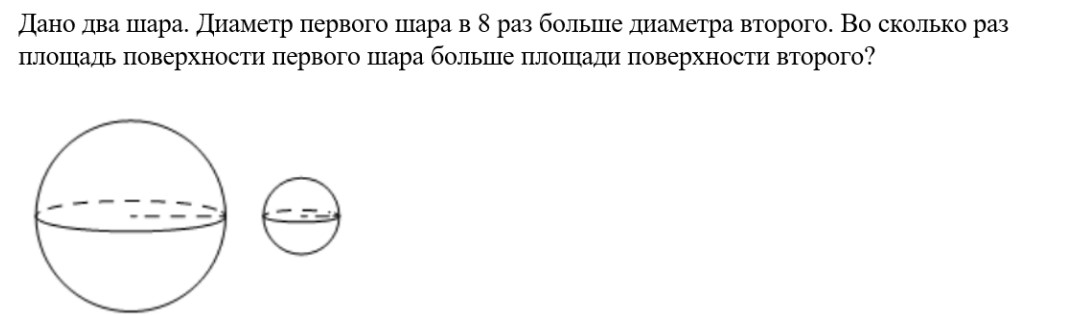 Дано два шара. Диаметр первого шара в 8 раз больше диаметра второго. Во сколько раз
площадь поверхности первого шара больше площади поверхности второго?